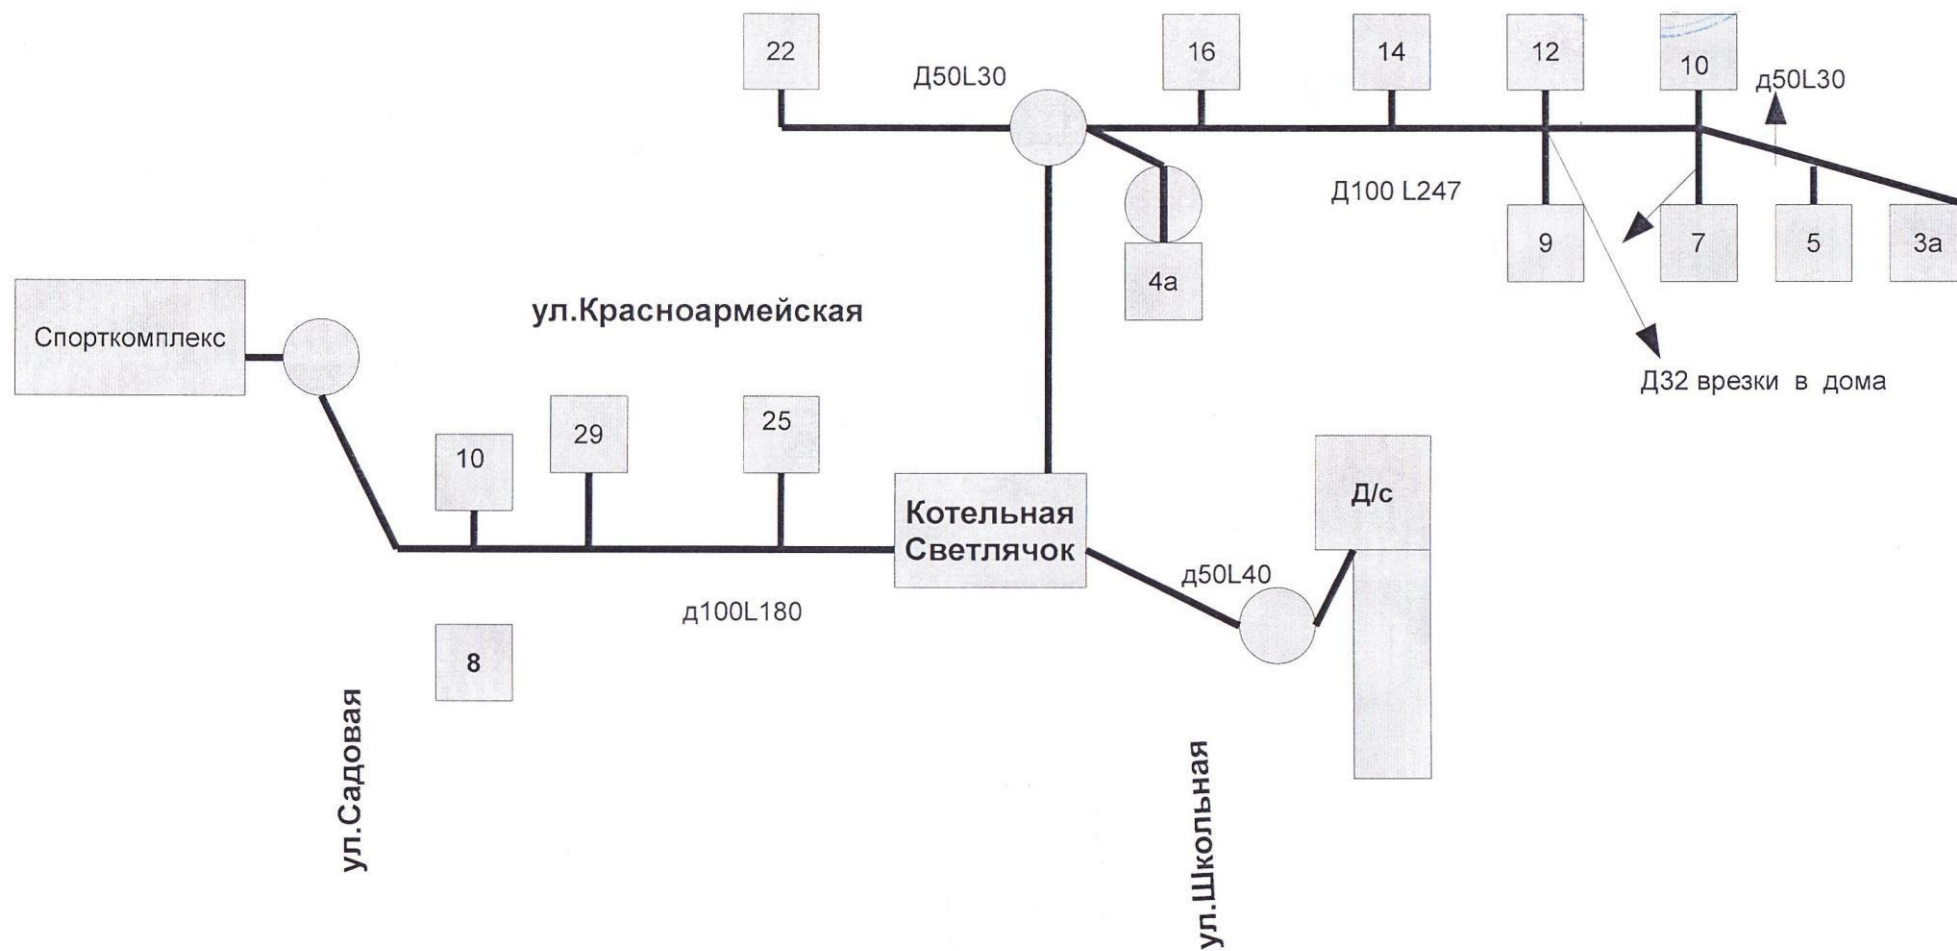 22
16
14
12
10
Д50L30
д50L30
Д100 L247
9
7
5
3а
4а
ул.Красноармейская
Спорткомплекс
Д32 врезки в дома
10
29
25
Котельная
Светлячок
Д/с
д50L40
д100L180
8
ул.Садовая
ул.Школьная